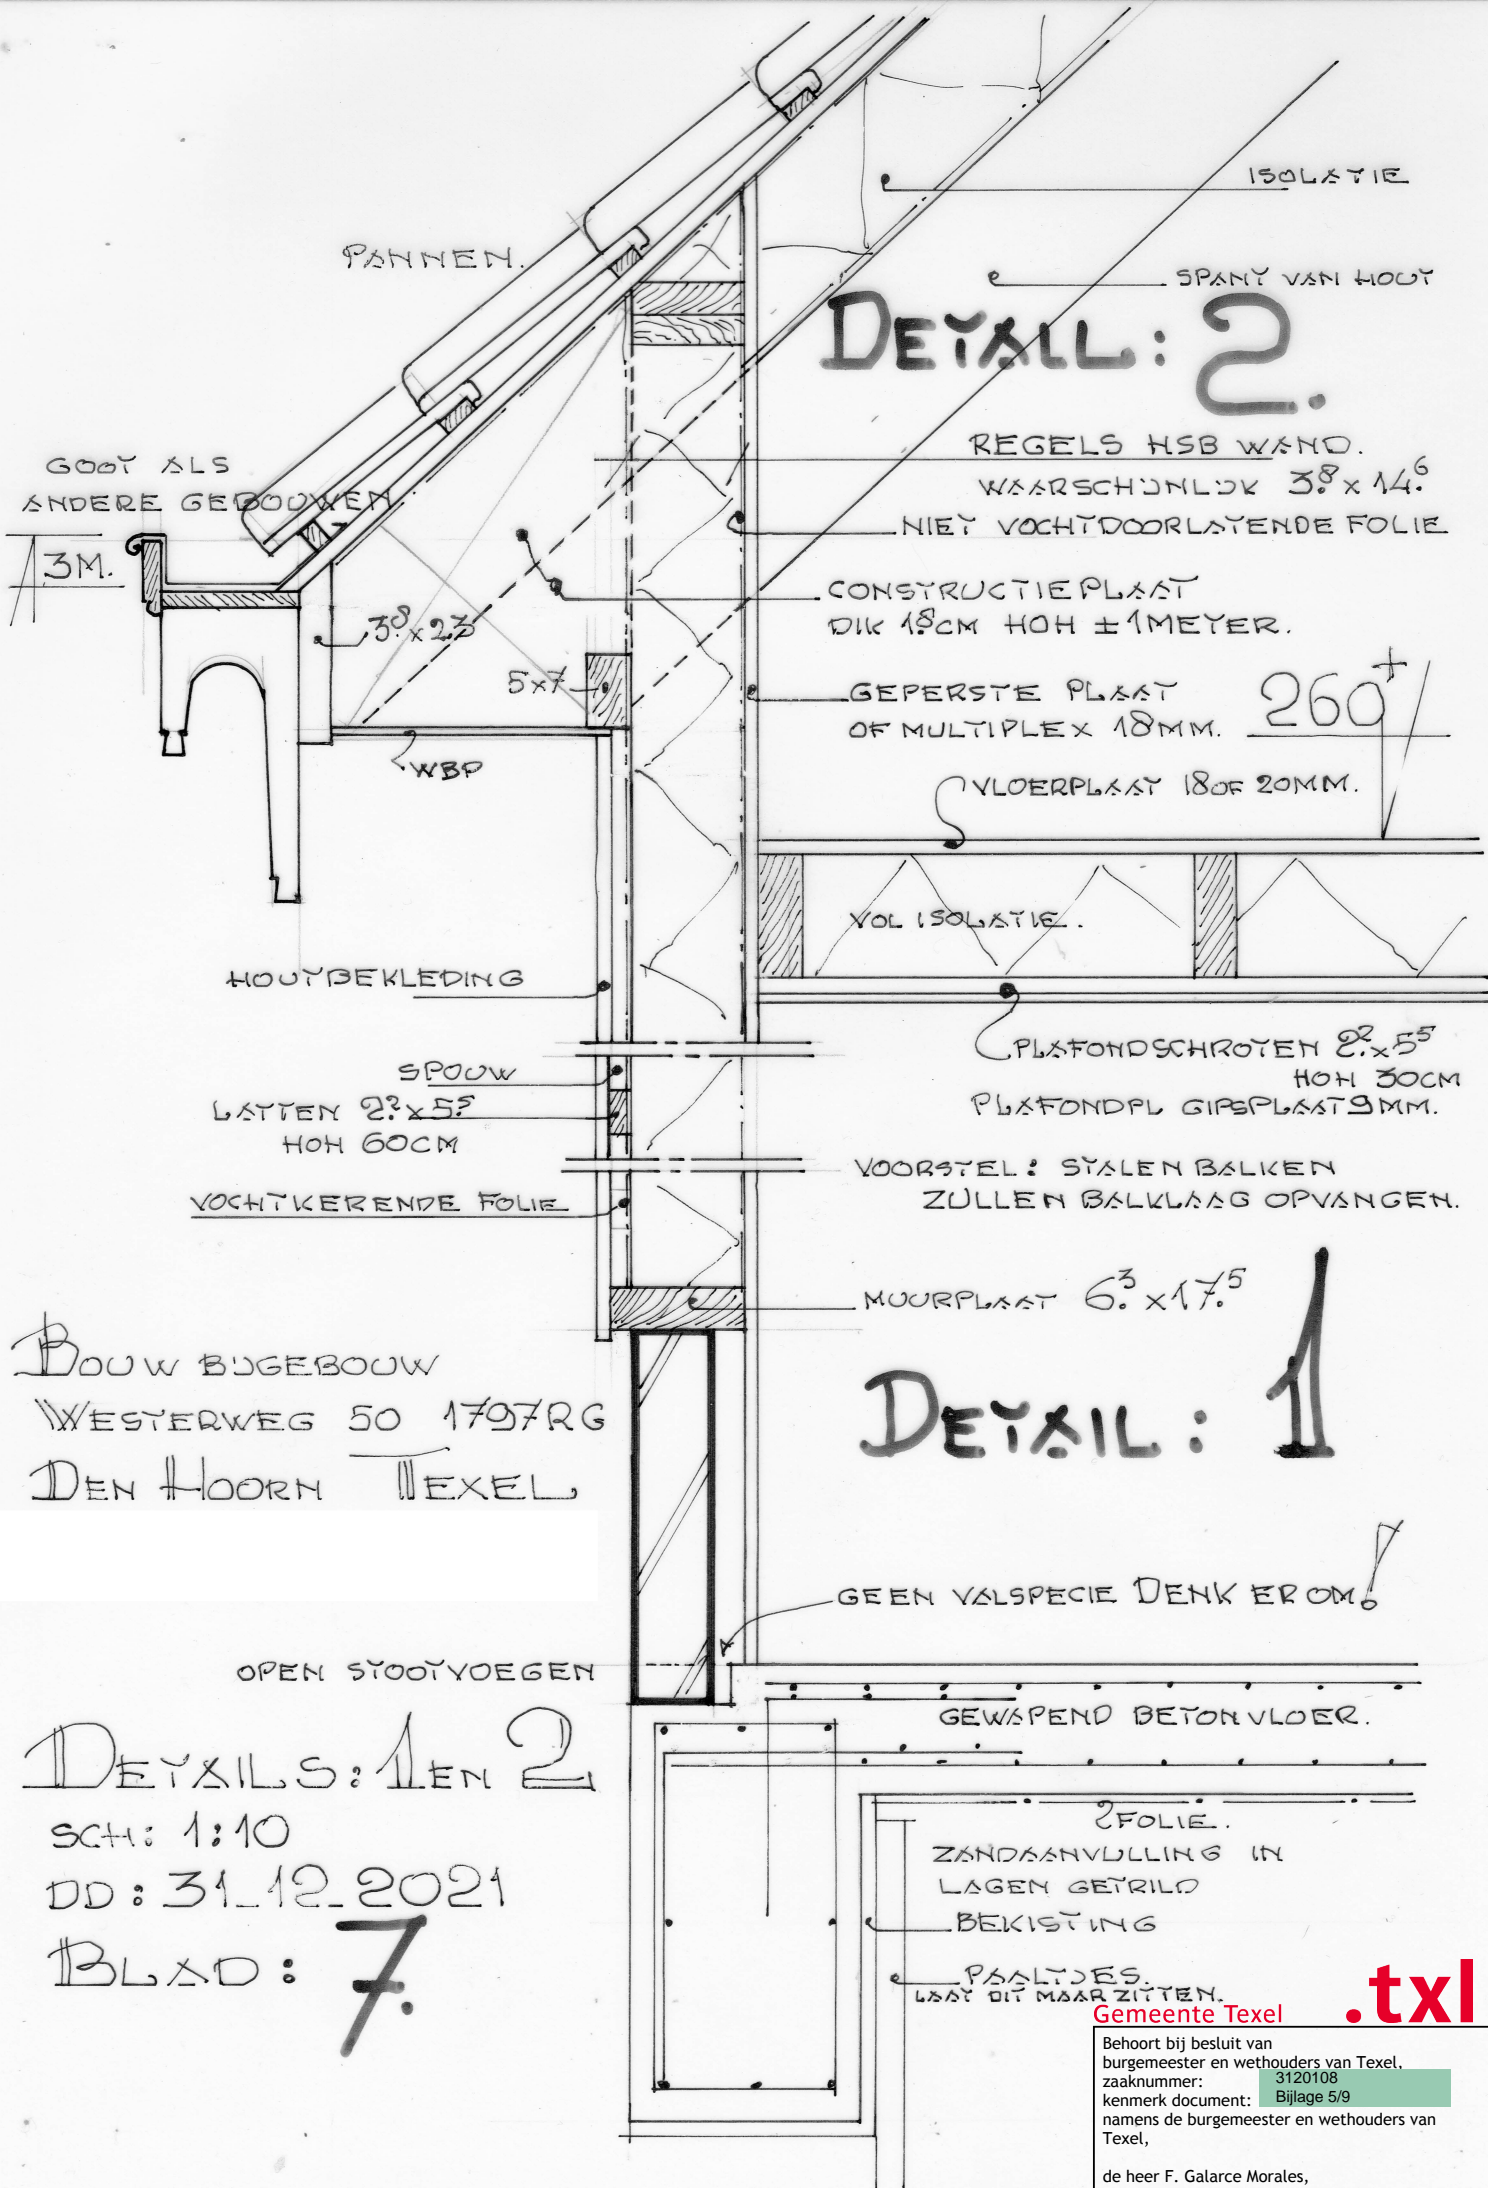 ISOLATIE
PANNEN.
SPANT VAN HOUT
DETAIL: 2.
REGELS HSB WAND.
WAARSCHIJNLIJK 3.8 x 14.6
GOOT ALS
ANDERE GEBOUWEN
NIET VOCHTDOORLATENDE FOLIE
3M.
CONSTRUCTIEPLAAT
DIK 1.8CM HOH ± 1METER.
3.8 x 23
5x7
GEPERSTE PLAAT
OF MULTIPLEX 18MM.
260+
WBP
VLOERPLAAT 18 OF 20MM.
VOL ISOLATIE.
HOUTBEKLEDING
PLAFONDSCHROTEN 2.2 x 5.5
HOH 30CM
PLAFONDPL GIPSPLAAT 9MM.
SPOUW
LATTEN 2.2 x 5.5
HOH 60CM
VOORSTEL: STALEN BALKEN
ZULLEN BALKLAAG OPVANGEN.
VOCHTKERENDE FOLIE
MUURPLAAT 6.3 x 17.5
BOUW BIJGEBOUW
WESTERWEG 50 1797RG
DEN HOORN TEXEL
DETAIL: 1
GEEN VALSPECIE DENK ER OM!
OPEN STOOTVOEGEN
GEWAPEND BETONVLOER.
DETAILS: 1 EN 2
SCH: 1:10
DD: 31_12_2021
BLAD: 7.
FOLIE.
ZANDAANVULLING IN
LAGEN GETRILD
BEKISTING
PAALTJES.
LAAT DIT MAAR ZITTEN.
Gemeente Texel .txl
Behoort bij besluit van
burgemeester en wethouders van Texel,
zaaknummer: 3120108
kenmerk document: Bijlage 5/9
namens de burgemeester en wethouders van
Texel,
de heer F. Galarce Morales,